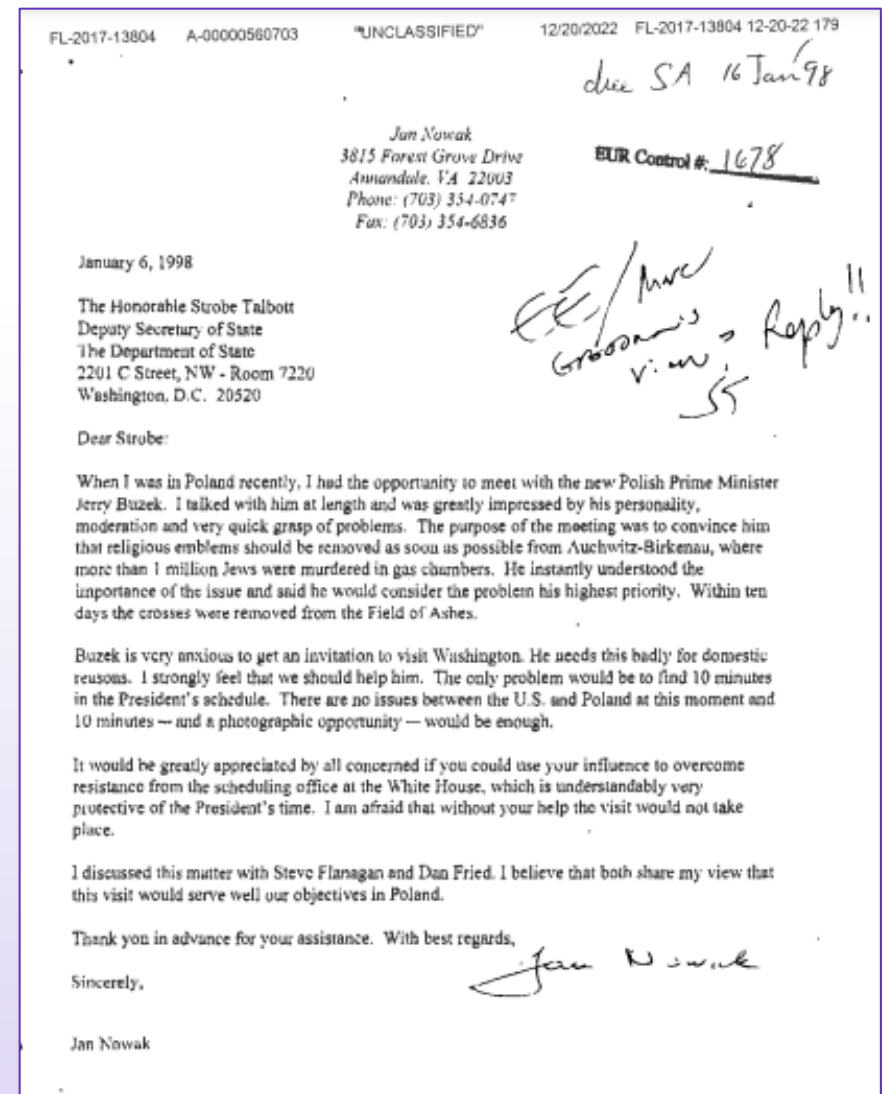 FL-2017-13804 A-00000560703 "UNCLASSIFIED" 12/20/2022 FL-2017-13804 12-20-22 179
due SA 16 Jan '98
Jan Nowak
3815 Forest Grove Drive
Annandale, VA 22003
Phone: (703) 354-0747
Fax: (703) 354-6836
EUR Control #: 1678
January 6, 1998
EE/Marc
Grossman's
view?
Reply!!
ST
The Honorable Strobe Talbott
Deputy Secretary of State
The Department of State
2201 C Street, NW - Room 7220
Washington, D.C. 20520
Dear Strobe:
When I was in Poland recently, I had the opportunity to meet with the new Polish Prime Minister
Jerry Buzek. I talked with him at length and was greatly impressed by his personality,
moderation and very quick grasp of problems. The purpose of the meeting was to convince him
that religious emblems should be removed as soon as possible from Auchwitz-Birkenau, where
more than 1 million Jews were murdered in gas chambers. He instantly understood the
importance of the issue and said he would consider the problem his highest priority. Within ten
days the crosses were removed from the Field of Ashes.
Buzek is very anxious to get an invitation to visit Washington. He needs this badly for domestic
reasons. I strongly feel that we should help him. The only problem would be to find 10 minutes
in the President's schedule. There are no issues between the U.S. and Poland at this moment and
10 minutes -- and a photographic opportunity -- would be enough.
It would be greatly appreciated by all concerned if you could use your influence to overcome
resistance from the scheduling office at the White House, which is understandably very
protective of the President's time. I am afraid that without your help the visit would not take
place.
I discussed this matter with Steve Flanagan and Dan Fried. I believe that both share my view that
this visit would serve well our objectives in Poland.
Thank you in advance for your assistance. With best regards,
Jan Nowak
Sincerely,
Jan Nowak